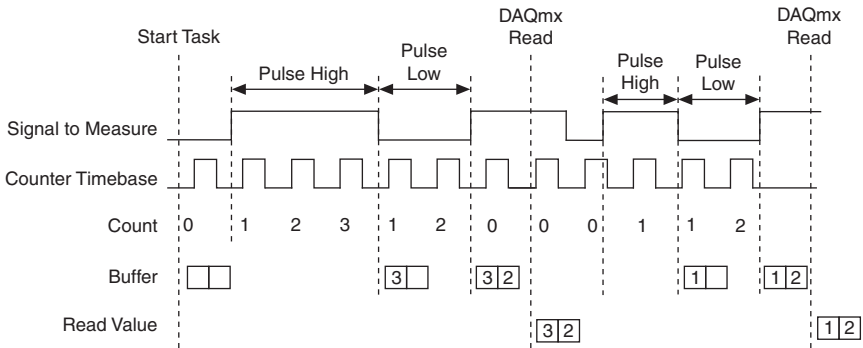 DAQmx Read
DAQmx Read
Start Task
Pulse High
Pulse Low
Pulse High
Pulse Low
Signal to Measure
Counter Timebase
Count 0 1 2 3 1 2 0 0 0 1 1 2
Buffer 3 3 2 1 1 2
Read Value 3 2 1 2